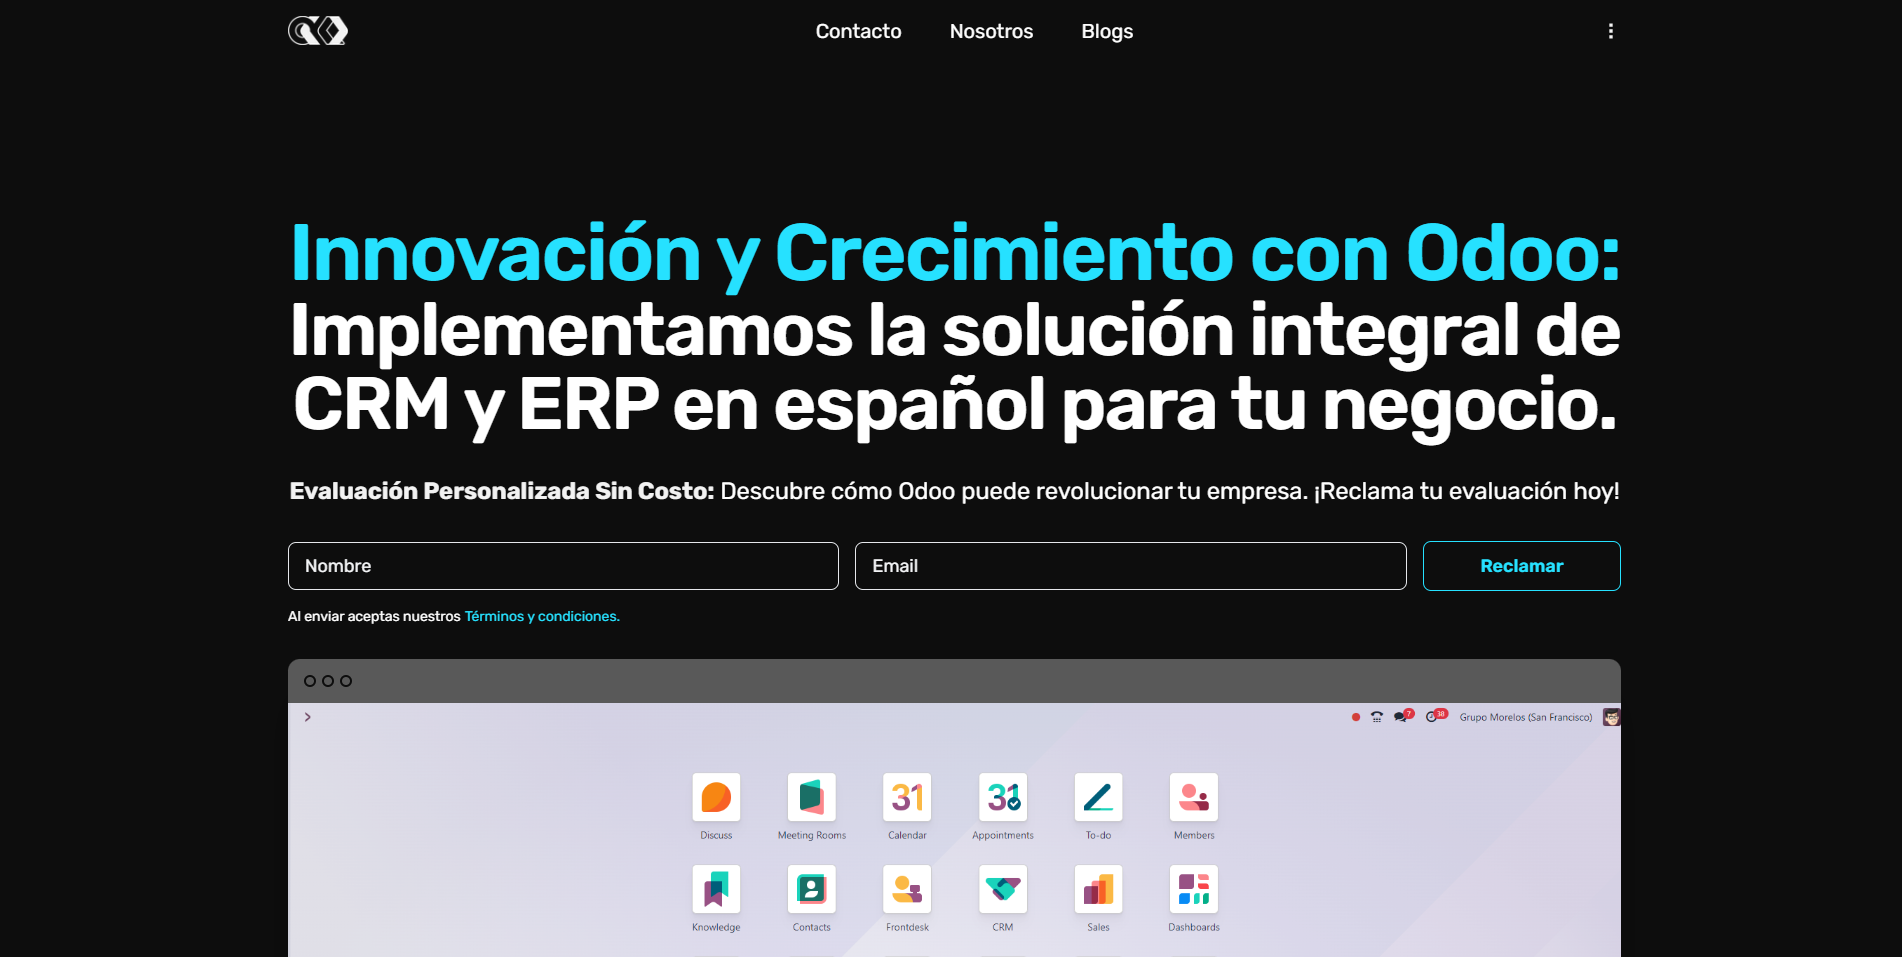 Contacto Nosotros Blogs
Innovación y Crecimiento con Odoo:
Implementamos la solución integral de
CRM y ERP en español para tu negocio.
Evaluación Personalizada Sin Costo: Descubre cómo Odoo puede revolucionar tu empresa. ¡Reclama tu evaluación hoy!
Nombre Email Reclamar
Al enviar aceptas nuestros Términos y condiciones.
7 38 Grupo Morelos (San Francisco)
31 31
Discuss Meeting Rooms Calendar Appointments To-do Members
Knowledge Contacts Frontdesk CRM Sales Dashboards